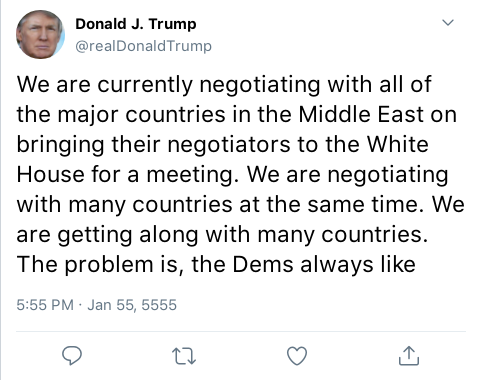 Donald J. Trump
@realDonaldTrump
We are currently negotiating with all of
the major countries in the Middle East on
bringing their negotiators to the White
House for a meeting. We are negotiating
with many countries at the same time. We
are getting along with many countries.
The problem is, the Dems always like
5:55 PM · Jan 55, 5555